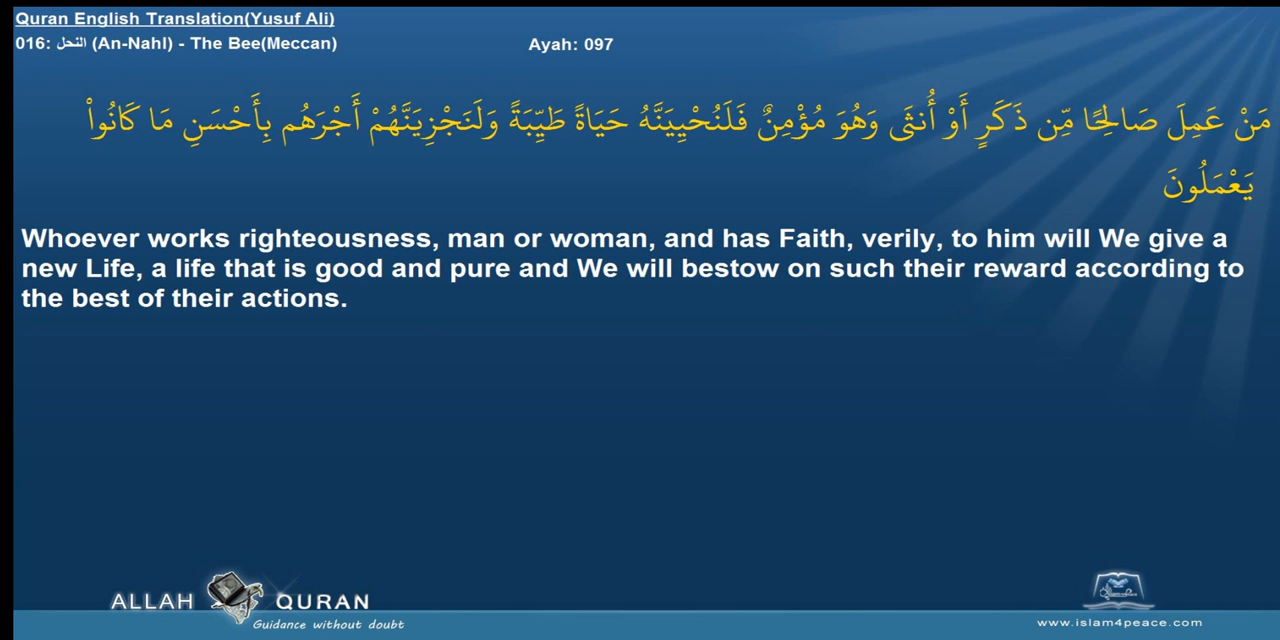 Quran English Translation(Yusuf Ali)
016: النحل (An-Nahl) - The Bee(Meccan) Ayah: 097
مَنْ عَمِلَ صَالِحًا مِّن ذَكَرٍ أَوْ أُنثَى وَهُوَ مُؤْمِنٌ فَلَنُحْيِيَنَّهُ حَيَاةً طَيِّبَةً وَلَنَجْزِيَنَّهُمْ أَجْرَهُم بِأَحْسَنِ مَا كَانُواْ
يَعْمَلُونَ
Whoever works righteousness, man or woman, and has Faith, verily, to him will We give a
new Life, a life that is good and pure and We will bestow on such their reward according to
the best of their actions.
ALLAH QURAN
Guidance without doubt
www.islam4peace.com